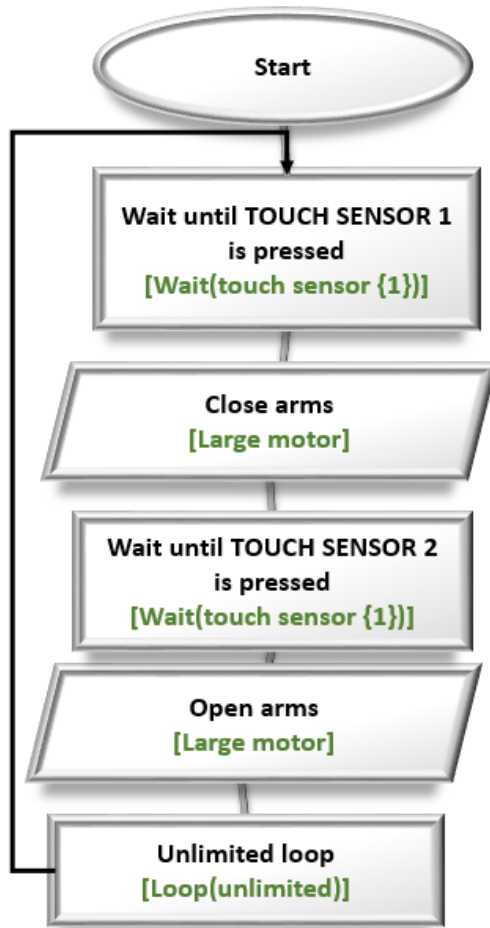 Start
Wait until TOUCH SENSOR 1
is pressed
[Wait(touch sensor {1})]
Close arms
[Large motor]
Wait until TOUCH SENSOR 2
is pressed
[Wait(touch sensor {1})]
Open arms
[Large motor]
Unlimited loop
[Loop(unlimited)]